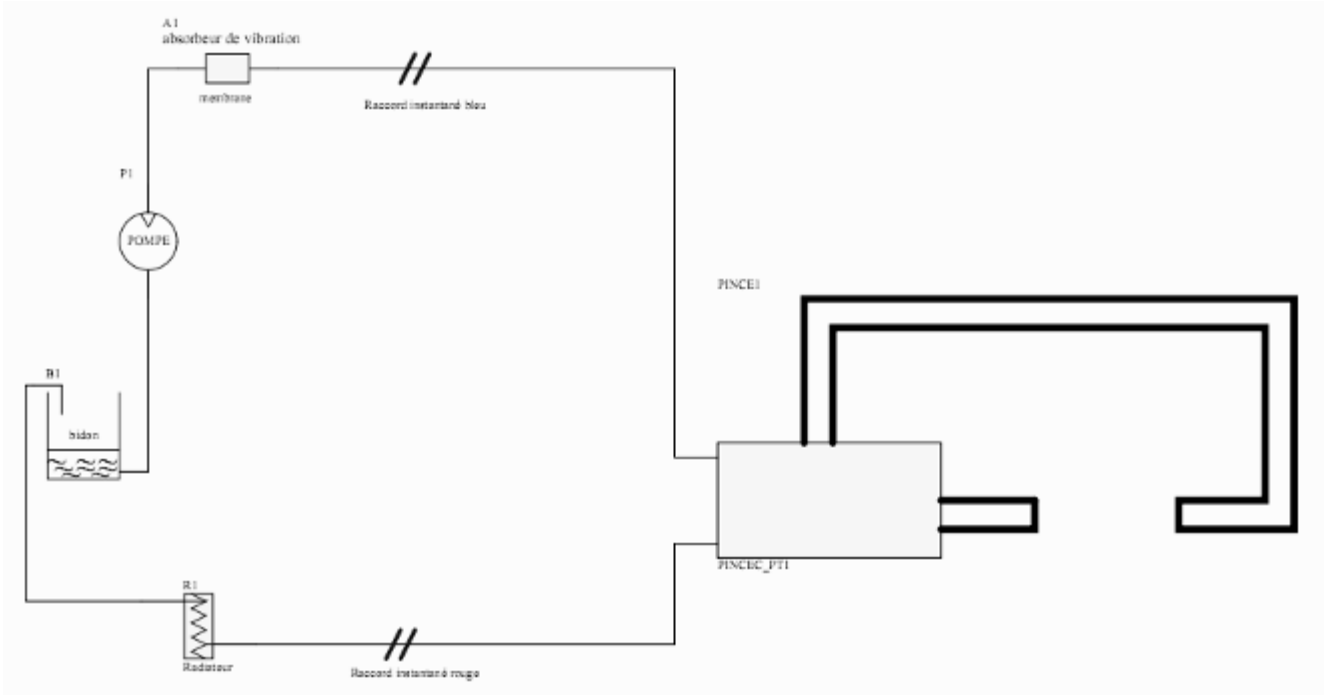 A1
absorbeur de vibration
membrane
Raccord instantané bleu
P1
POMPE
PINCE1
B1
bidon
PINCEC_PT1
R1
Radiateur
Raccord instantané rouge